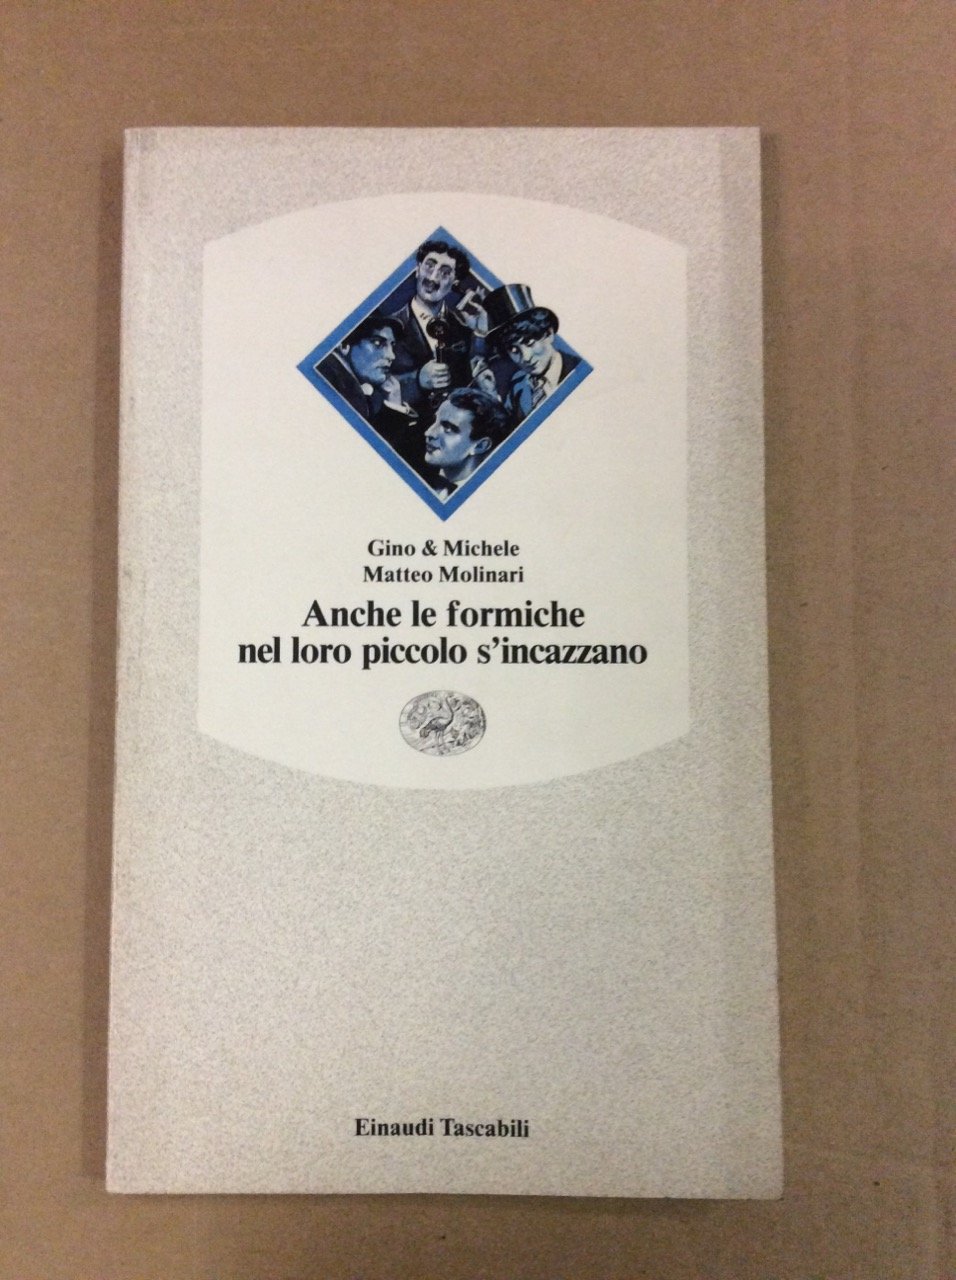 Gino & Michele
Matteo Molinari
Anche le formiche
nel loro piccolo s'incazzano
Einaudi Tascabili